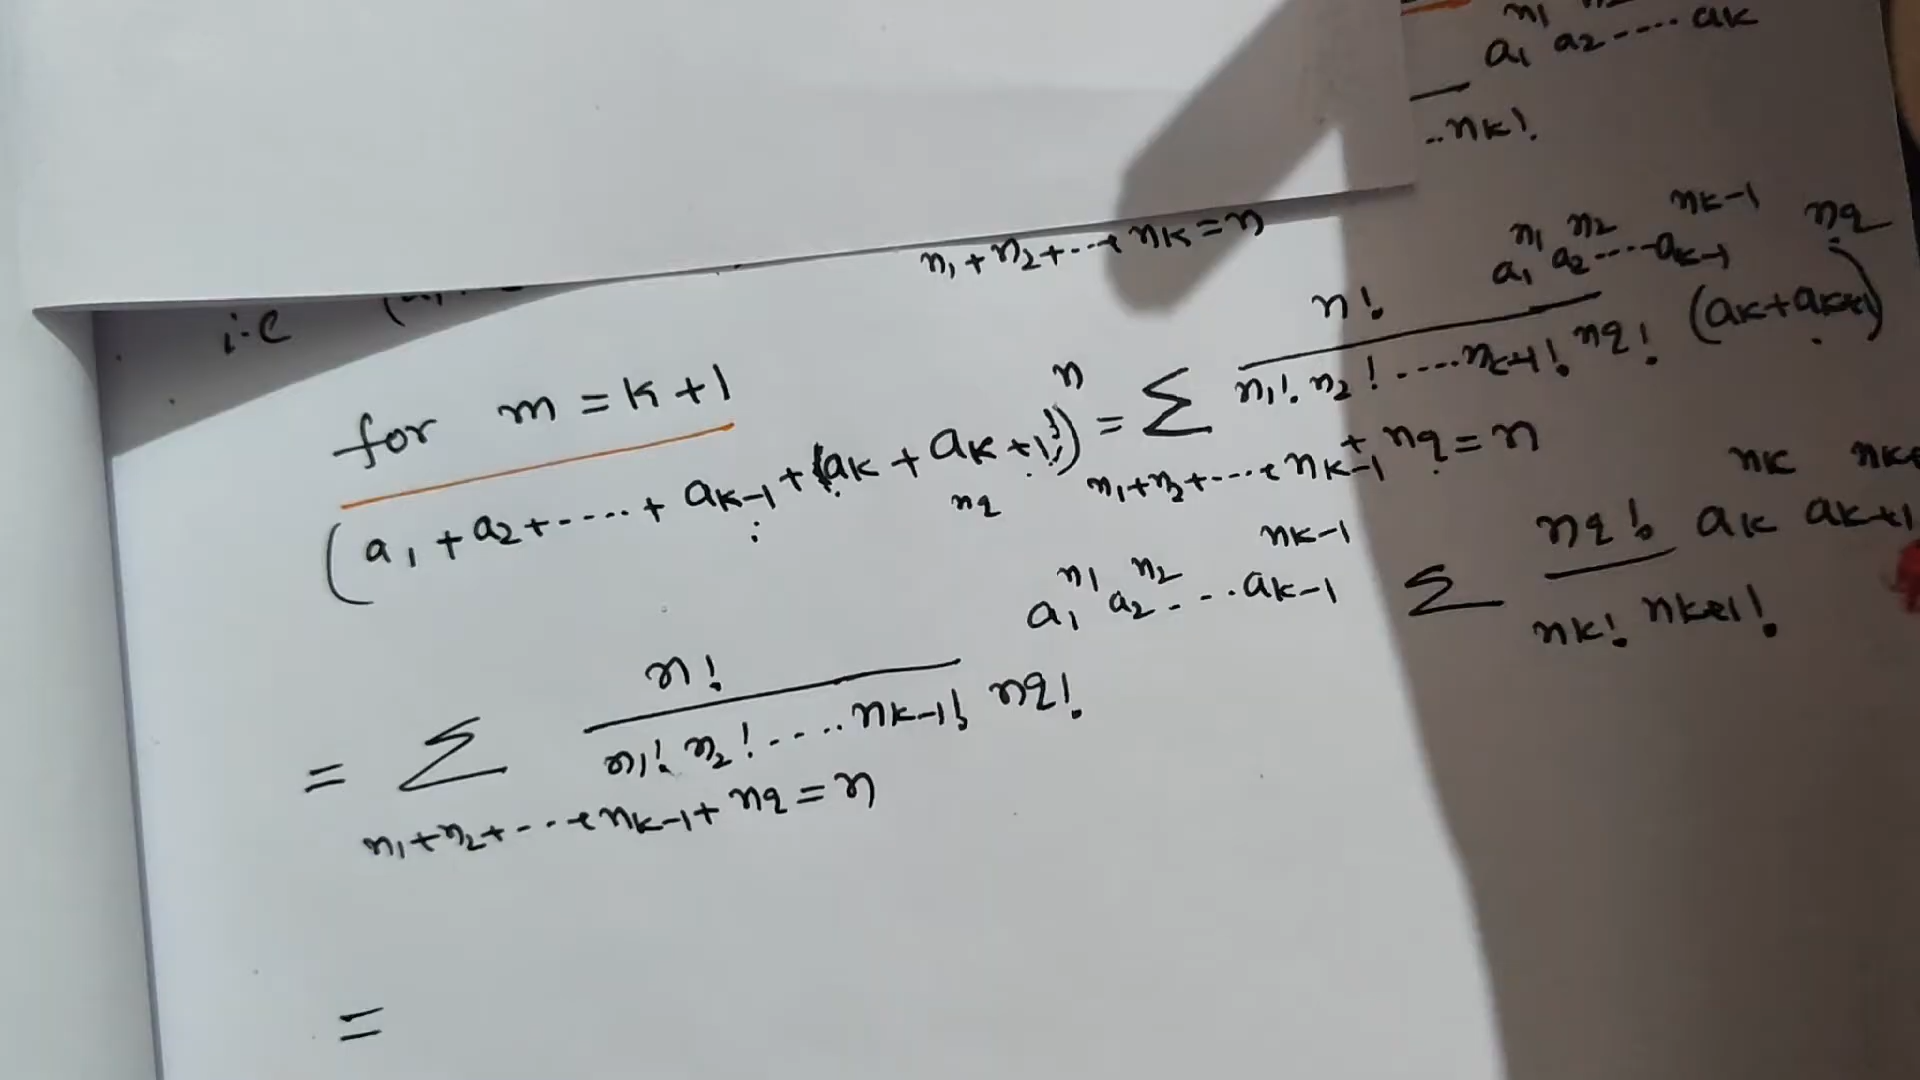 n1 a1 a2 ---- ak
..nk!
n1 + n2 + --- + nk = n
i.e
for m = k + 1
(a1 + a2 + ---- + ak-1 + {ak + ak+1})^n = Σ n! / n1! n2! ---- nk-1! nq! a1^n1 a2^n2 ---- ak-1^nk-1 (ak + ak+1)^nq
nq n1 + n2 + --- + nk-1 + nq = n
= Σ n! / n1! n2! ---- nk-1! nq! a1^n1 a2^n2 - - - ak-1^nk-1 Σ nq! / nk! nk+1! ak^nk ak+1
n1 + n2 + --- + nk-1 + nq = n
=